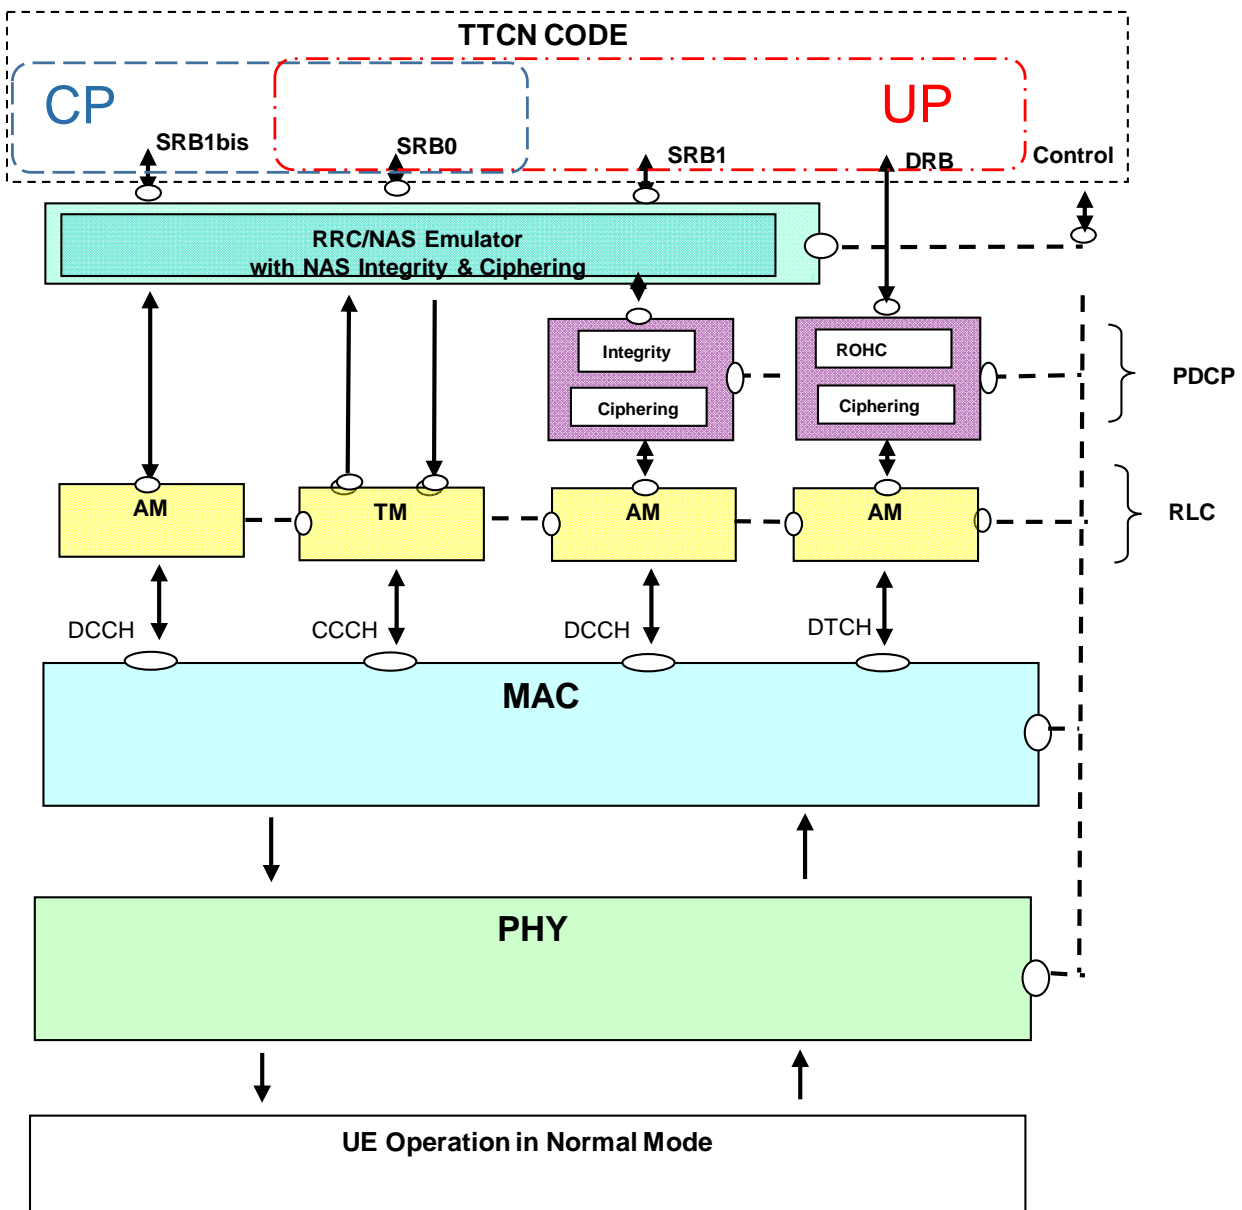 TTCN CODE
CP
UP
SRB1bis
SRB0
SRB1
DRB
Control
RRC/NAS Emulator
with NAS Integrity & Ciphering
Integrity
ROHC
Ciphering
Ciphering
PDCP
AM
TM
AM
AM
RLC
DCCH
CCCH
DCCH
DTCH
MAC
PHY
UE Operation in Normal Mode